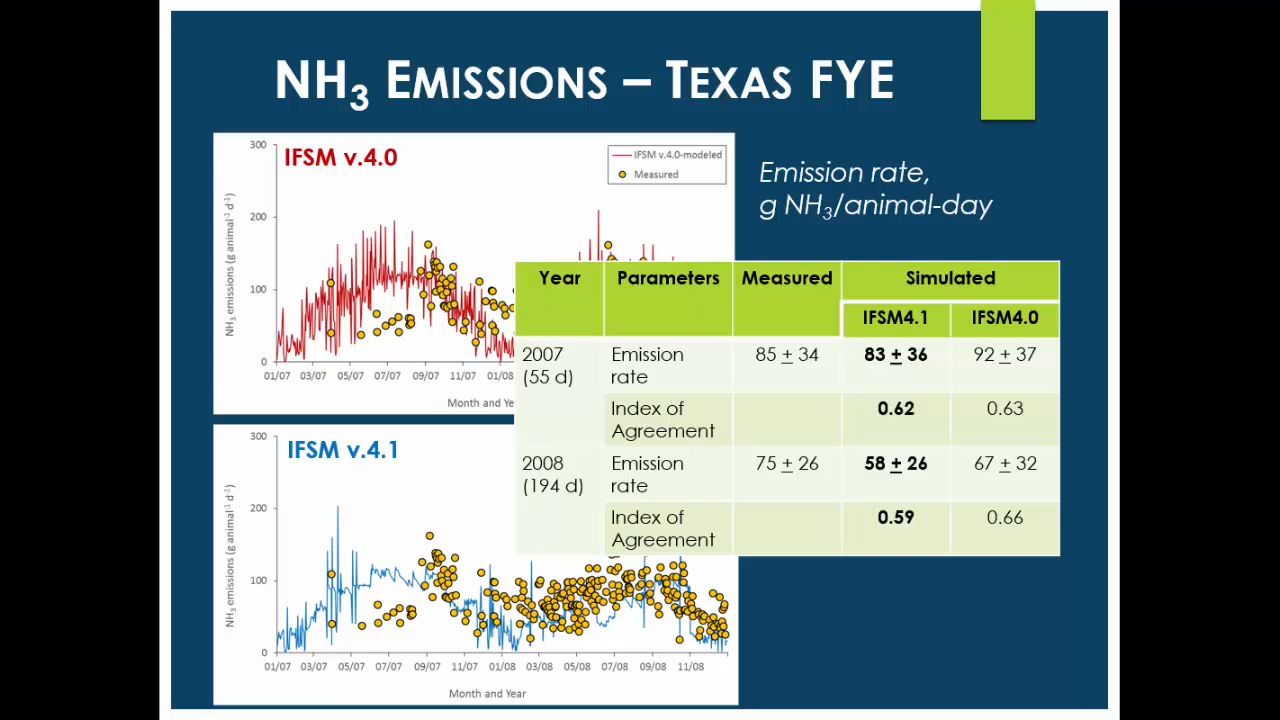 NH3 EMISSIONS – TEXAS FYE
IFSM v.4.0
IFSM v.4.0-modeled
Measured
NH3 emissions (g animal-1 d-1)
300
200
100
0
01/07 03/07 05/07 07/07 09/07 11/07 01/08
Month and Ye
Emission rate,
g NH3/animal-day
Year Parameters Measured Simulated
IFSM4.1 IFSM4.0
2007 (55 d) Emission rate 85 ± 34 83 ± 36 92 ± 37
Index of Agreement 0.62 0.63
2008 (194 d) Emission rate 75 ± 26 58 ± 26 67 ± 32
Index of Agreement 0.59 0.66
IFSM v.4.1
NH3 emissions (g animal-1 d-1)
300
200
100
0
01/07 03/07 05/07 07/07 09/07 11/07 01/08 03/08 05/08 07/08 09/08 11/08
Month and Year